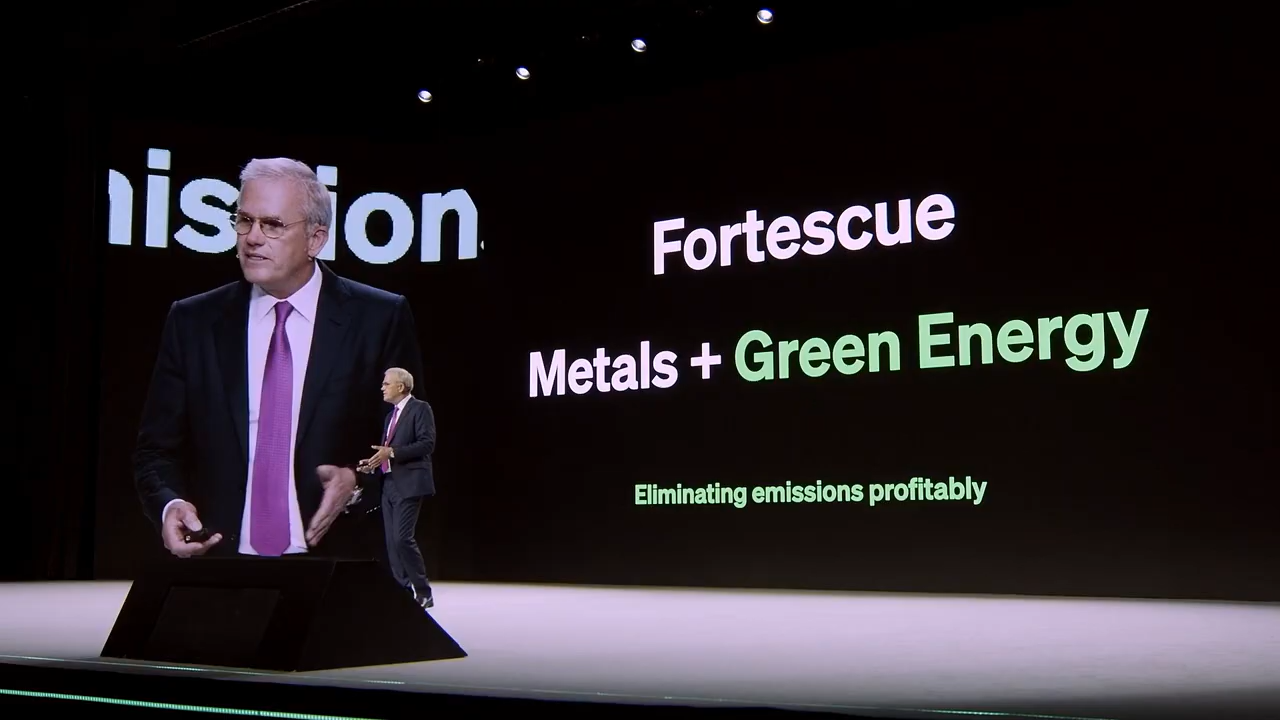 Fortescue
Metals + Green Energy
Eliminating emissions profitably